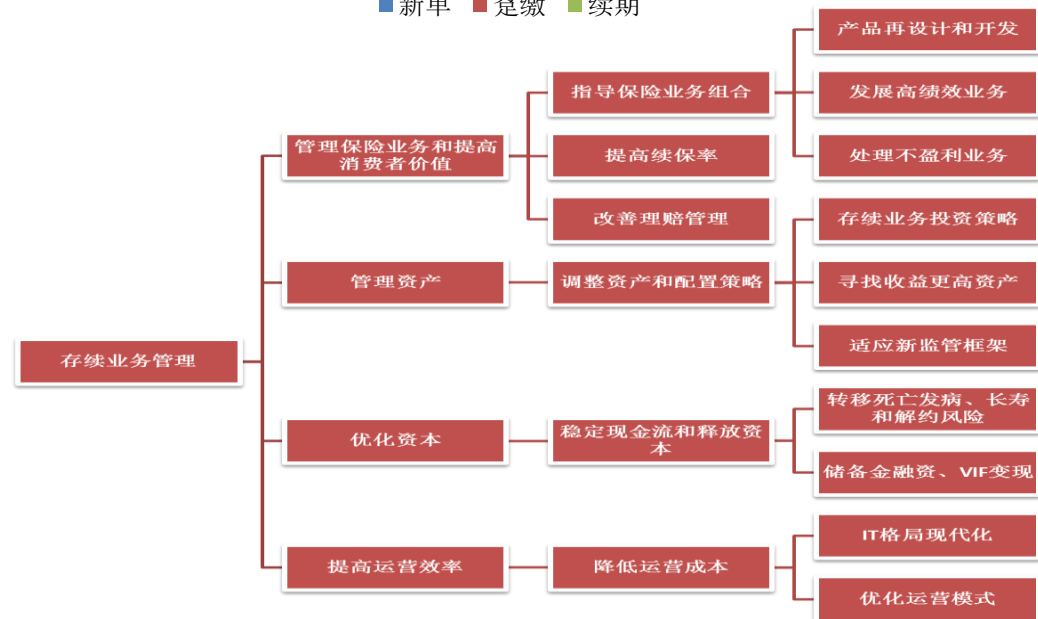 新单 趸缴 续期
产品再设计和开发
指导保险业务组合
发展高绩效业务
管理保险业务和提高
消费者价值
提高续保率
处理不盈利业务
改善理赔管理
存续业务投资策略
管理资产
调整资产和配置策略
寻找收益更高资产
存续业务管理
适应新监管框架
转移死亡发病、长寿
和解约风险
优化资本
稳定现金流和释放资
本
储备金融资、VIF变现
IT格局现代化
提高运营效率
降低运营成本
优化运营模式